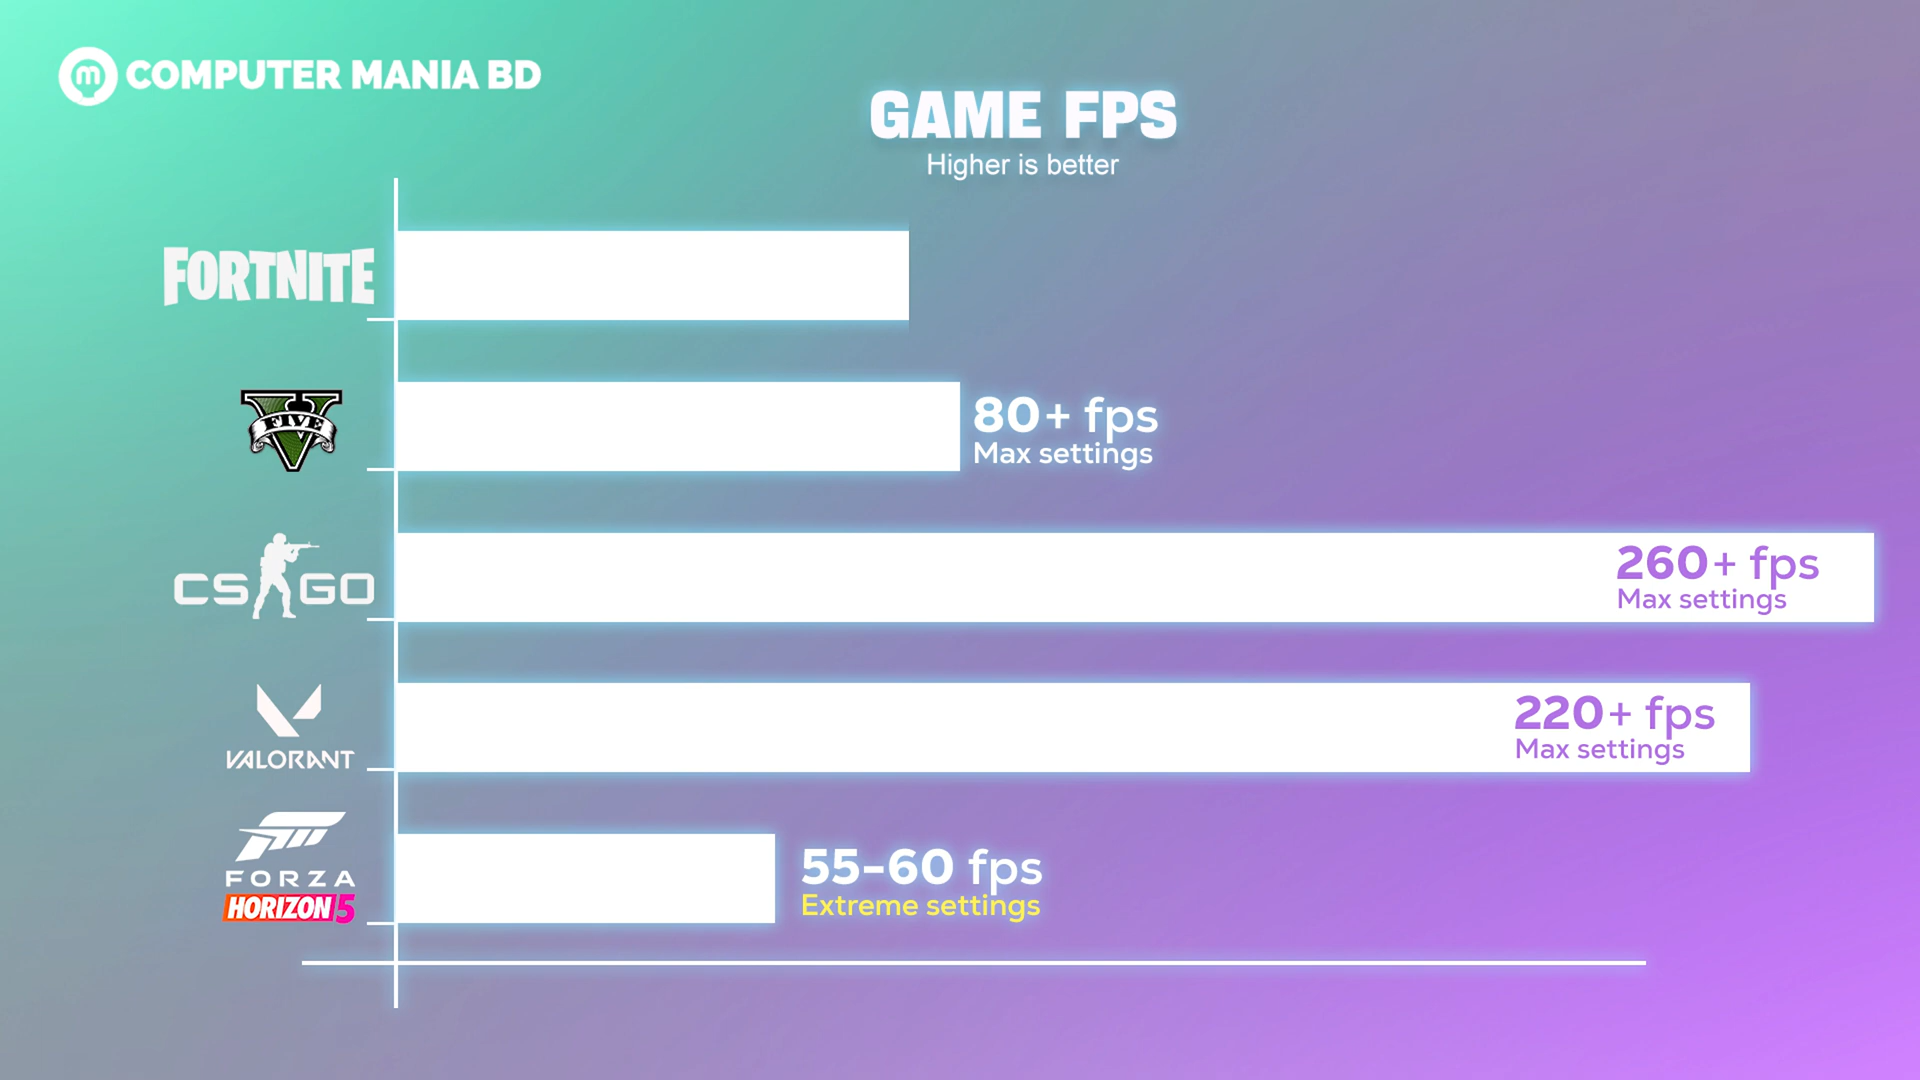 m COMPUTER MANIA BD
GAME FPS
Higher is better
FORTNITE
V
FIVE
80+ fps
Max settings
CS GO
260+ fps
Max settings
VALORANT
220+ fps
Max settings
FORZA
HORIZON 5
55-60 fps
Extreme settings